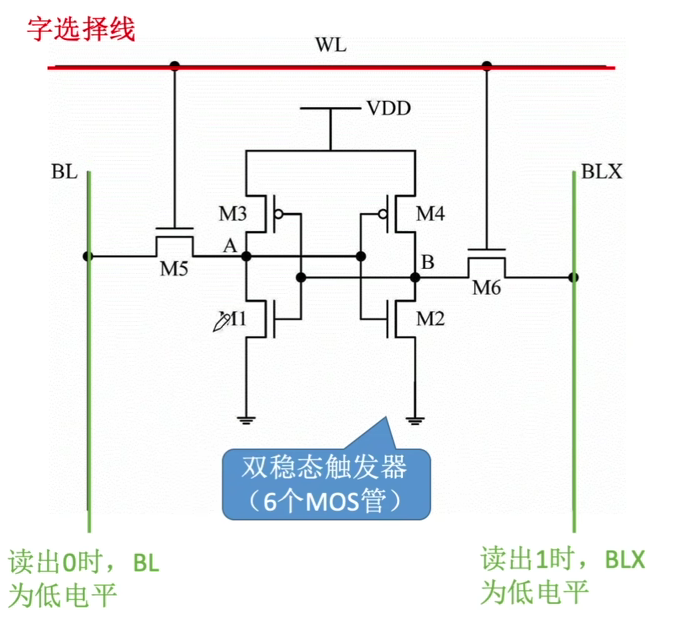 字选择线
WL
VDD
BL
BLX
M3
M4
A
B
M5
M6
M1
M2
双稳态触发器
（6个MOS管）
读出0时，BL
为低电平
读出1时，BLX
为低电平